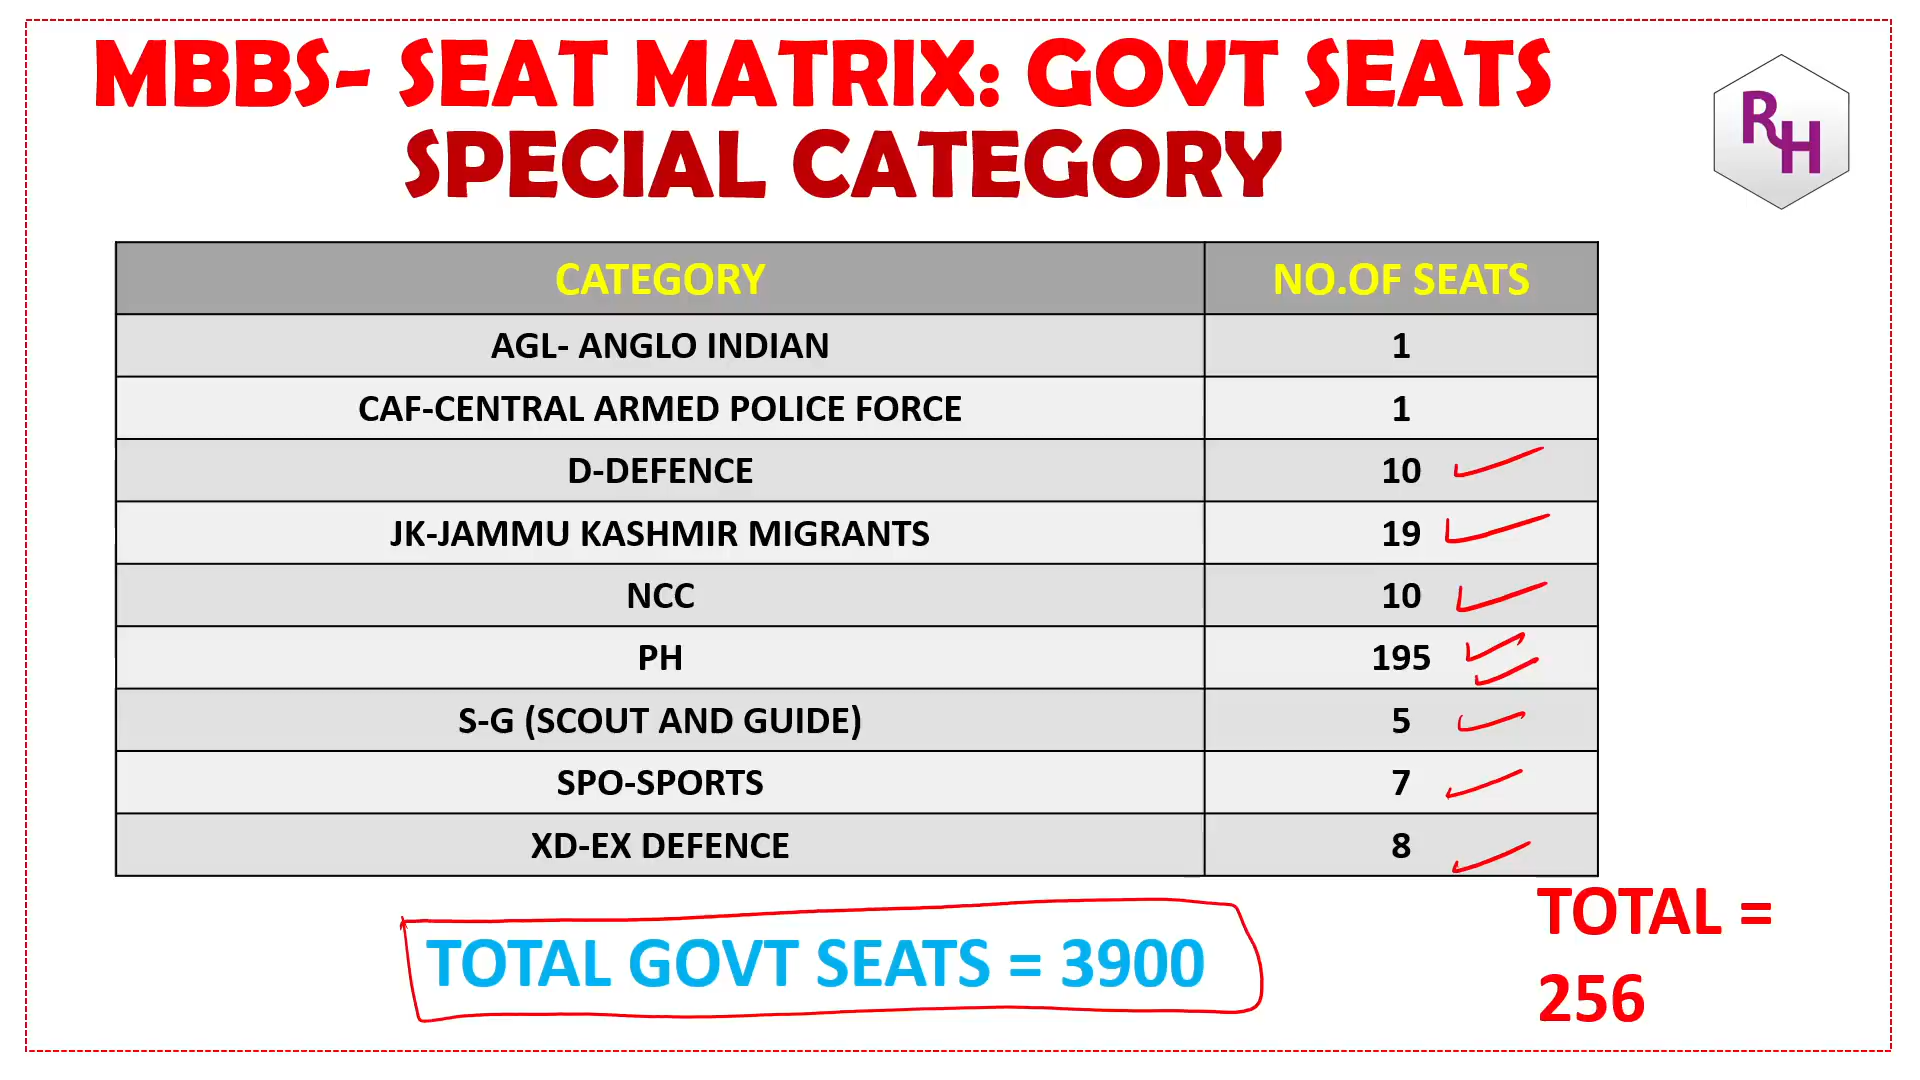 MBBS- SEAT MATRIX: GOVT SEATS
SPECIAL CATEGORY
RH
CATEGORY NO.OF SEATS
AGL- ANGLO INDIAN 1
CAF-CENTRAL ARMED POLICE FORCE 1
D-DEFENCE 10
JK-JAMMU KASHMIR MIGRANTS 19
NCC 10
PH 195
S-G (SCOUT AND GUIDE) 5
SPO-SPORTS 7
XD-EX DEFENCE 8
TOTAL GOVT SEATS = 3900
TOTAL =
256